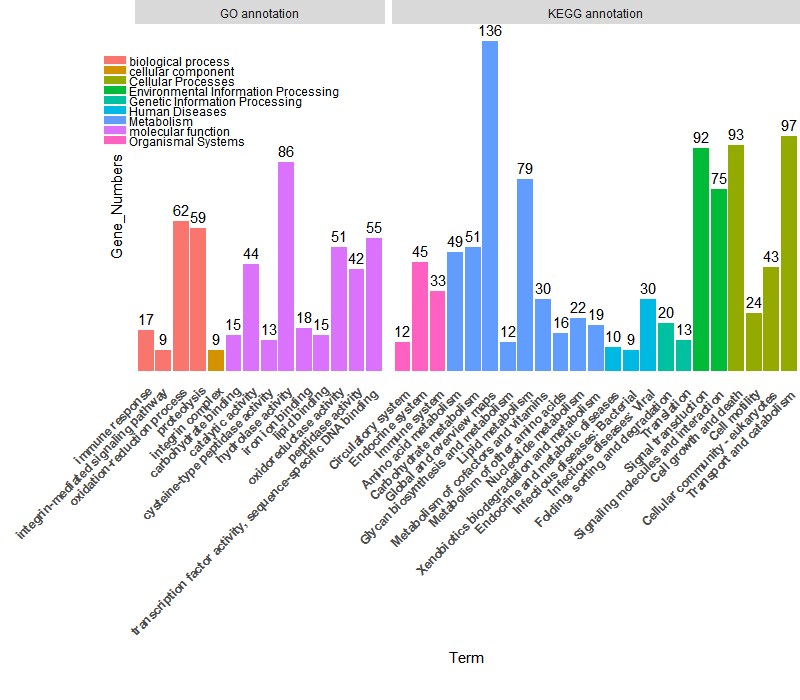 GO annotation
KEGG annotation
biological process
cellular component
Cellular Processes
Environmental Information Processing
Genetic Information Processing
Human Diseases
Metabolism
molecular function
Organismal Systems
Gene_Numbers
17
9
62
59
9
15
44
13
86
18
15
51
42
55
12
45
33
49
51
136
12
79
30
16
22
19
10
9
30
20
13
92
75
93
24
43
97
immune response
integrin-mediated signaling pathway
oxidation-reduction process
proteolysis
integrin complex
carbohydrate binding
catalytic activity
cysteine-type peptidase activity
hydrolase activity
iron ion binding
lipid binding
oxidoreductase activity
peptidase activity
transcription factor activity, sequence-specific DNA binding
Circulatory system
Endocrine system
Immune system
Amino acid metabolism
Carbohydrate metabolism
Global and overview maps
Glycan biosynthesis and metabolism
Lipid metabolism
Metabolism of cofactors and vitamins
Metabolism of other amino acids
Nucleotide metabolism
Xenobiotics biodegradation and metabolism
Endocrine and metabolic diseases
Infectious diseases: Bacterial
Infectious diseases: Viral
Folding, sorting and degradation
Translation
Signal transduction
Signaling molecules and interaction
Cell growth and death
Cell motility
Cellular community - eukaryotes
Transport and catabolism
Term